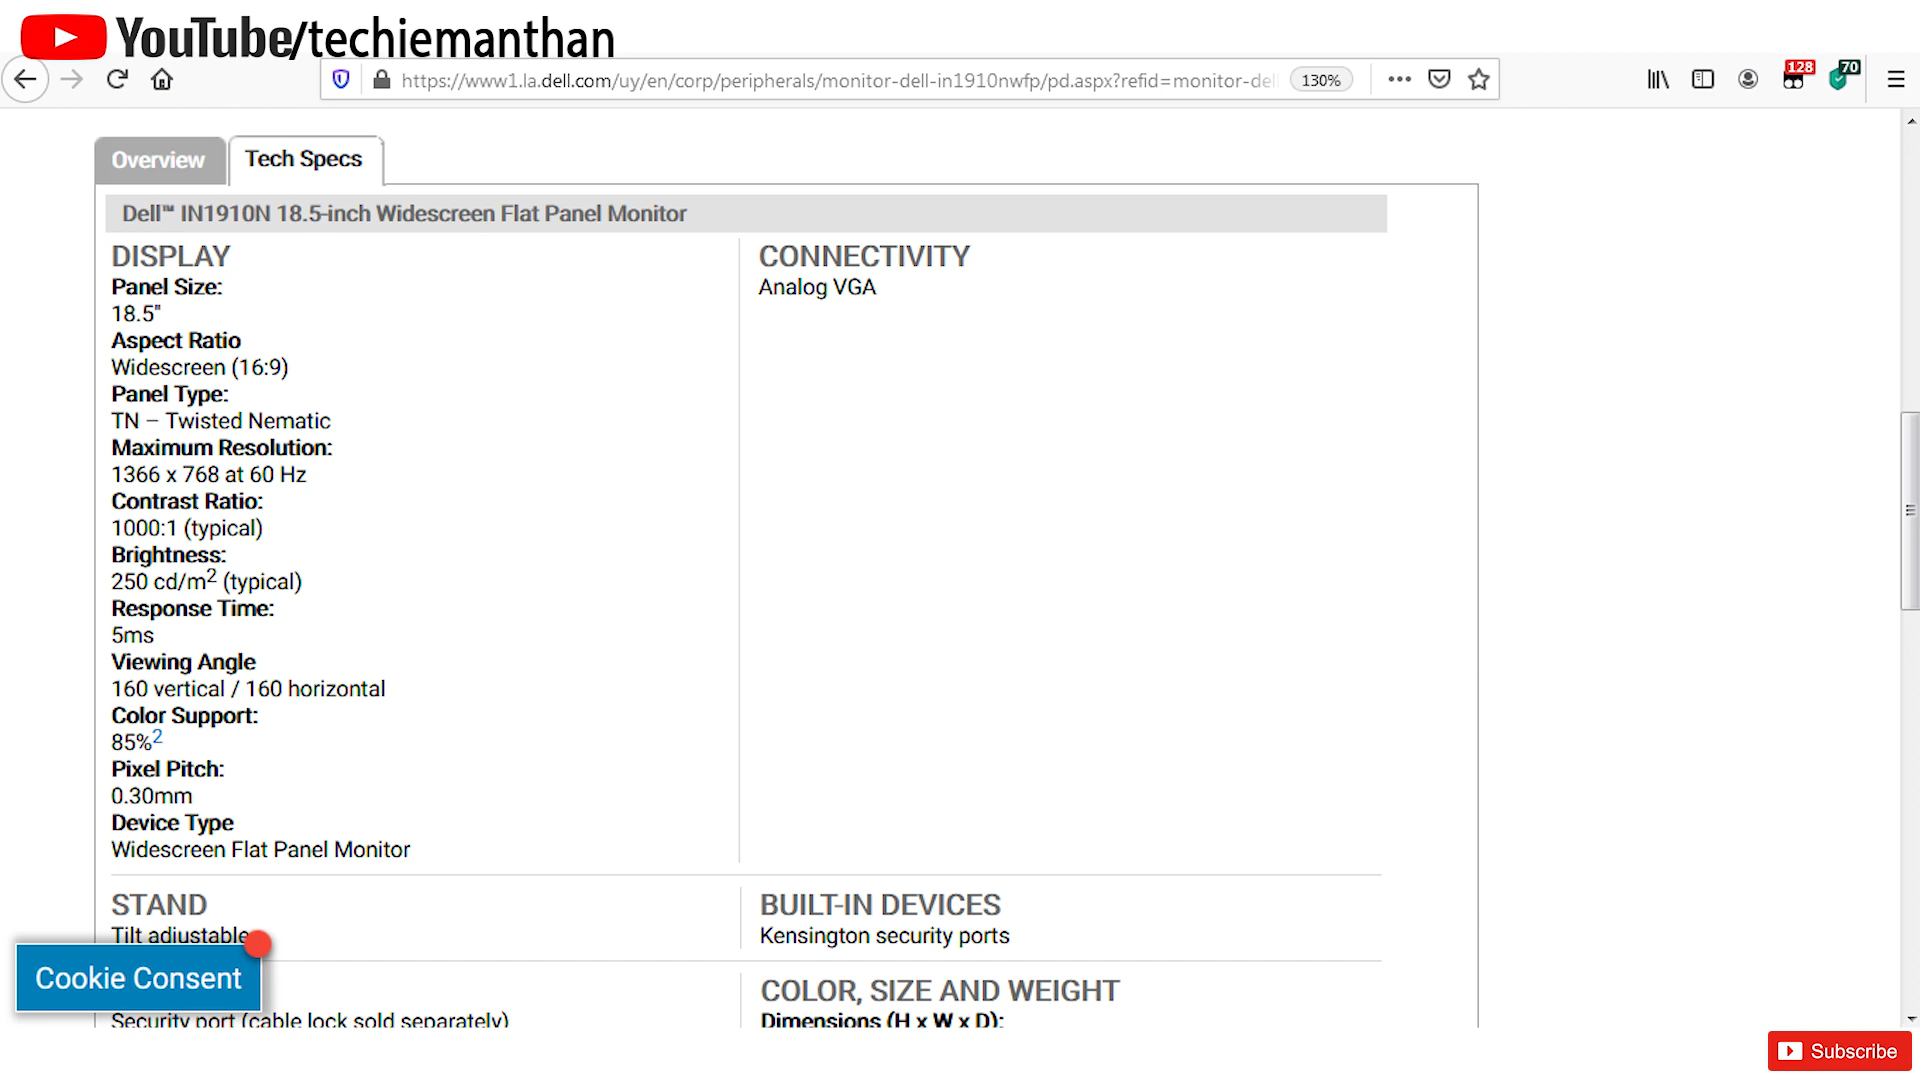 YouTube/techiemanthan
https://www1.la.dell.com/uy/en/corp/peripherals/monitor-dell-in1910nwfp/pd.aspx?refid=monitor-del
130%
128
70
Overview
Tech Specs
Dell™ IN1910N 18.5-inch Widescreen Flat Panel Monitor
DISPLAY
Panel Size:
18.5"
Aspect Ratio
Widescreen (16:9)
Panel Type:
TN – Twisted Nematic
Maximum Resolution:
1366 x 768 at 60 Hz
Contrast Ratio:
1000:1 (typical)
Brightness:
250 cd/m2 (typical)
Response Time:
5ms
Viewing Angle
160 vertical / 160 horizontal
Color Support:
85%2
Pixel Pitch:
0.30mm
Device Type
Widescreen Flat Panel Monitor
CONNECTIVITY
Analog VGA
STAND
Tilt adjustable
BUILT-IN DEVICES
Kensington security ports
Cookie Consent
Security port (cable lock sold separately)
COLOR, SIZE AND WEIGHT
Dimensions (H x W x D):
Subscribe